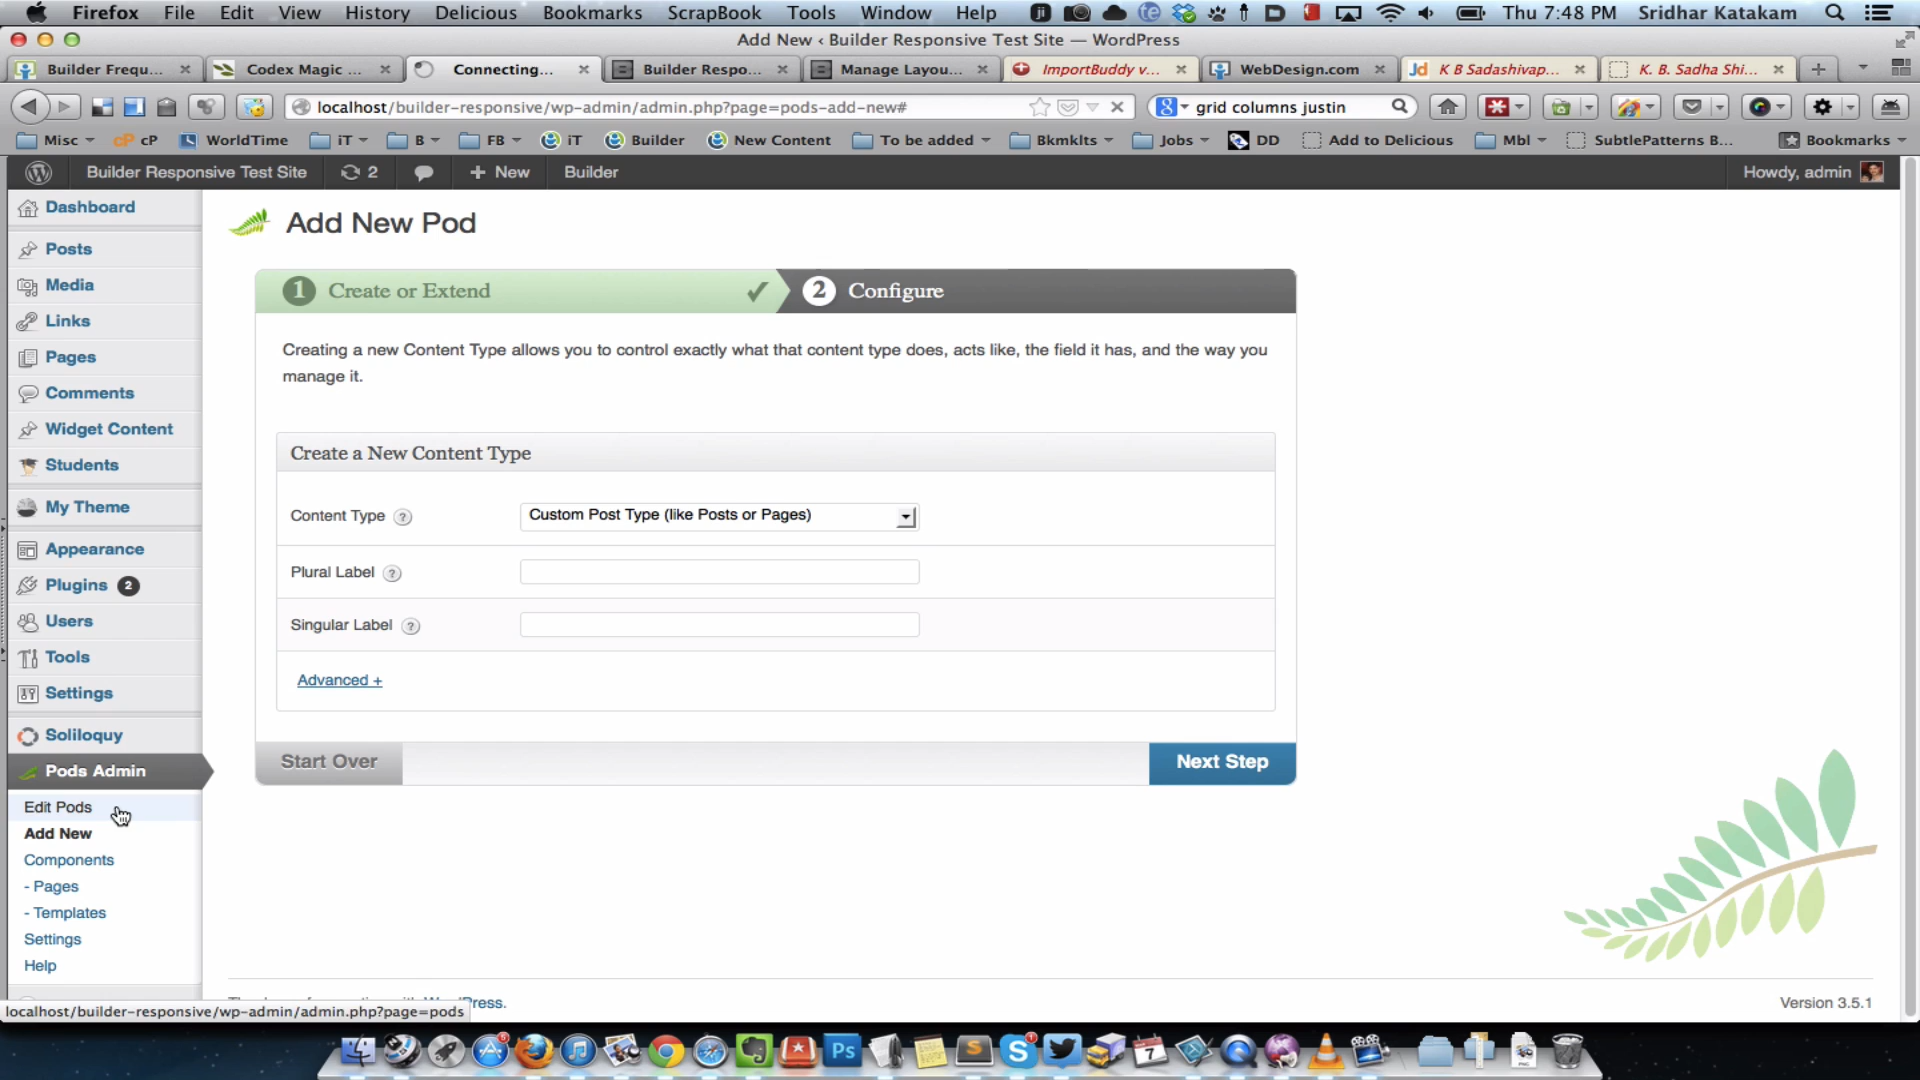 Firefox File Edit View History Delicious Bookmarks ScrapBook Tools Window Help Thu 7:48 PM Sridhar Katakam
Add New ‹ Builder Responsive Test Site — WordPress
Builder Frequ... Codex Magic ... Connecting... Builder Respo... Manage Layou... ImportBuddy v... WebDesign.com K B Sadashivap... K. B. Sadha Shi...
localhost/builder-responsive/wp-admin/admin.php?page=pods-add-new# grid columns justin
Misc cP WorldTime iT B FB iT Builder New Content To be added Bkmklts Jobs DD Add to Delicious Mbl SubtlePatterns B... Bookmarks
Builder Responsive Test Site 2 + New Builder Howdy, admin
Dashboard
Posts
Media
Links
Pages
Comments
Widget Content
Students
My Theme
Appearance
Plugins 2
Users
Tools
Settings
Soliloquy
Pods Admin
Edit Pods
Add New
Components
- Pages
- Templates
Settings
Help
Add New Pod
1 Create or Extend ✔ 2 Configure
Creating a new Content Type allows you to control exactly what that content type does, acts like, the field it has, and the way you
manage it.
Create a New Content Type
Content Type ? Custom Post Type (like Posts or Pages)
Plural Label ?
Singular Label ?
Advanced +
Start Over Next Step
Press.
Version 3.5.1
localhost/builder-responsive/wp-admin/admin.php?page=pods
Ps
7